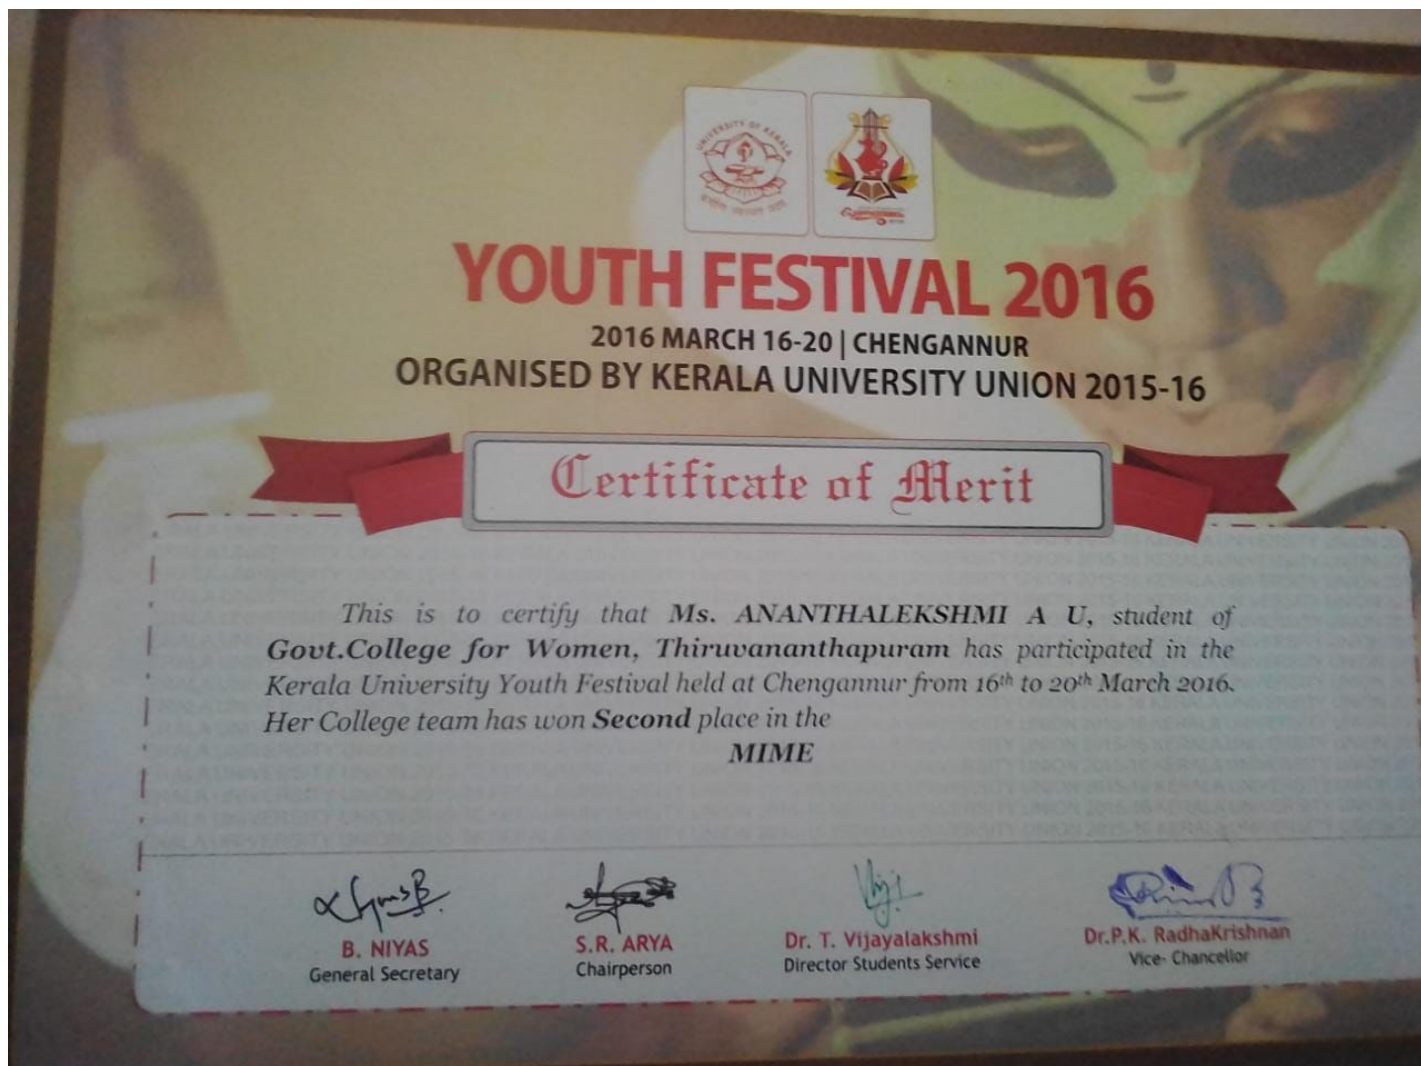 UNIVERSITY OF KERALA
YOUTH FESTIVAL 2016
2016 MARCH 16-20 | CHENGANNUR
ORGANISED BY KERALA UNIVERSITY UNION 2015-16
Certificate of Merit
This is to certify that Ms. ANANTHALEKSHMI A U, student of
Govt.College for Women, Thiruvananthapuram has participated in the
Kerala University Youth Festival held at Chengannur from 16th to 20th March 2016.
Her College team has won Second place in the
MIME
B. NIYAS
General Secretary
S.R. ARYA
Chairperson
Dr. T. Vijayalakshmi
Director Students Service
Dr.P.K. RadhaKrishnan
Vice- Chancellor